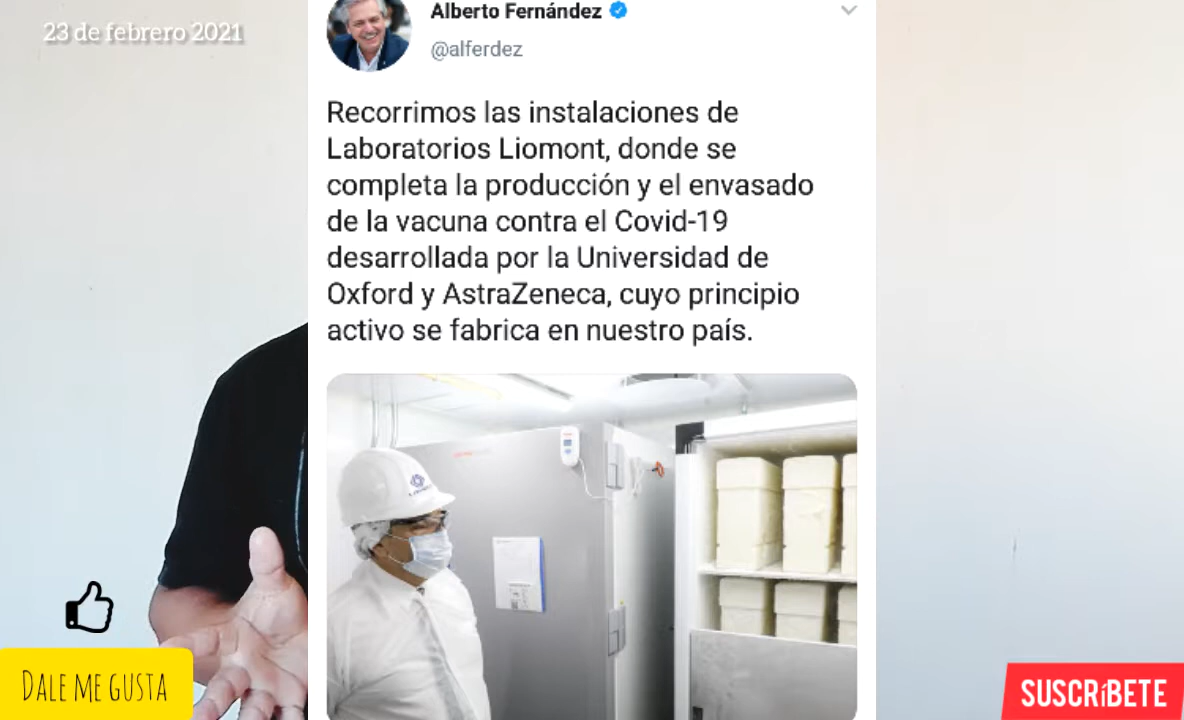 23 de febrero 2021
Alberto Fernández
@alferdez
Recorrimos las instalaciones de
Laboratorios Liomont, donde se
completa la producción y el envasado
de la vacuna contra el Covid-19
desarrollada por la Universidad de
Oxford y AstraZeneca, cuyo principio
activo se fabrica en nuestro país.
DALE ME GUSTA
SUSCRíBETE